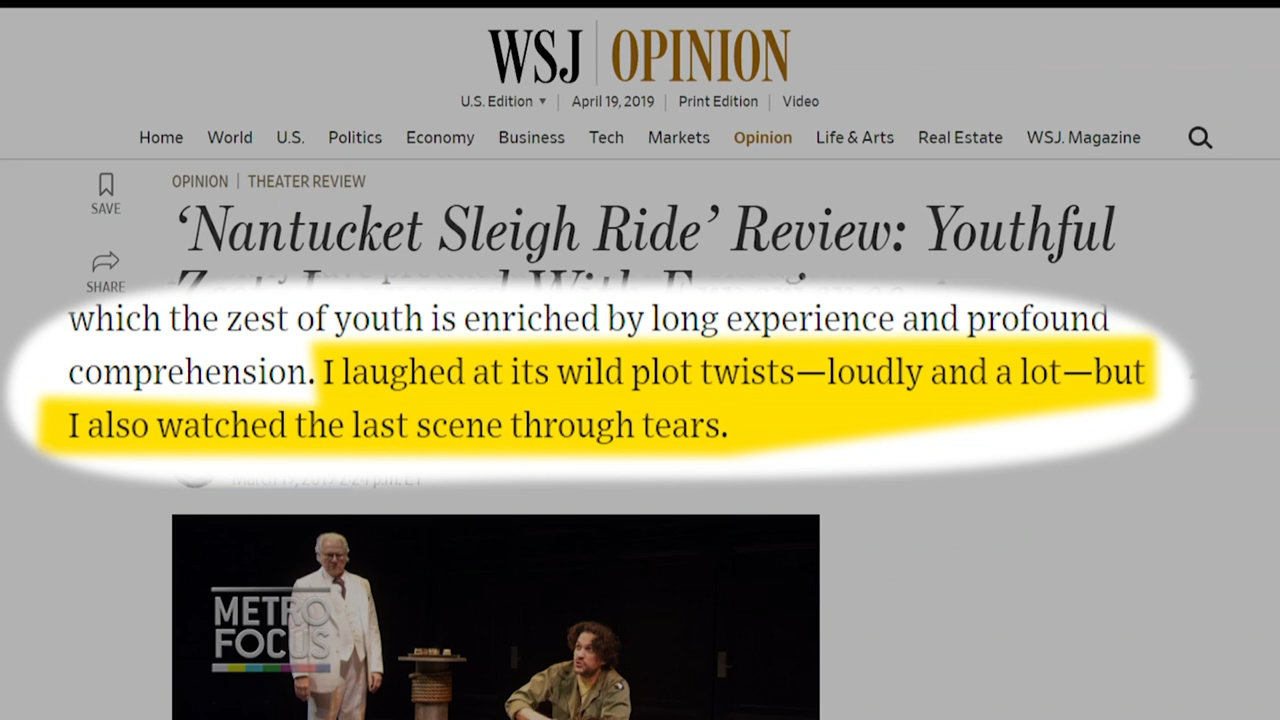 WSJ OPINION
U.S. Edition April 19, 2019 Print Edition Video
Home World U.S. Politics Economy Business Tech Markets Opinion Life & Arts Real Estate WSJ. Magazine
OPINION | THEATER REVIEW
SAVE
‘Nantucket Sleigh Ride’ Review: Youthful
SHARE
which the zest of youth is enriched by long experience and profound
comprehension. I laughed at its wild plot twists—loudly and a lot—but
I also watched the last scene through tears.
METRO
FOCUS